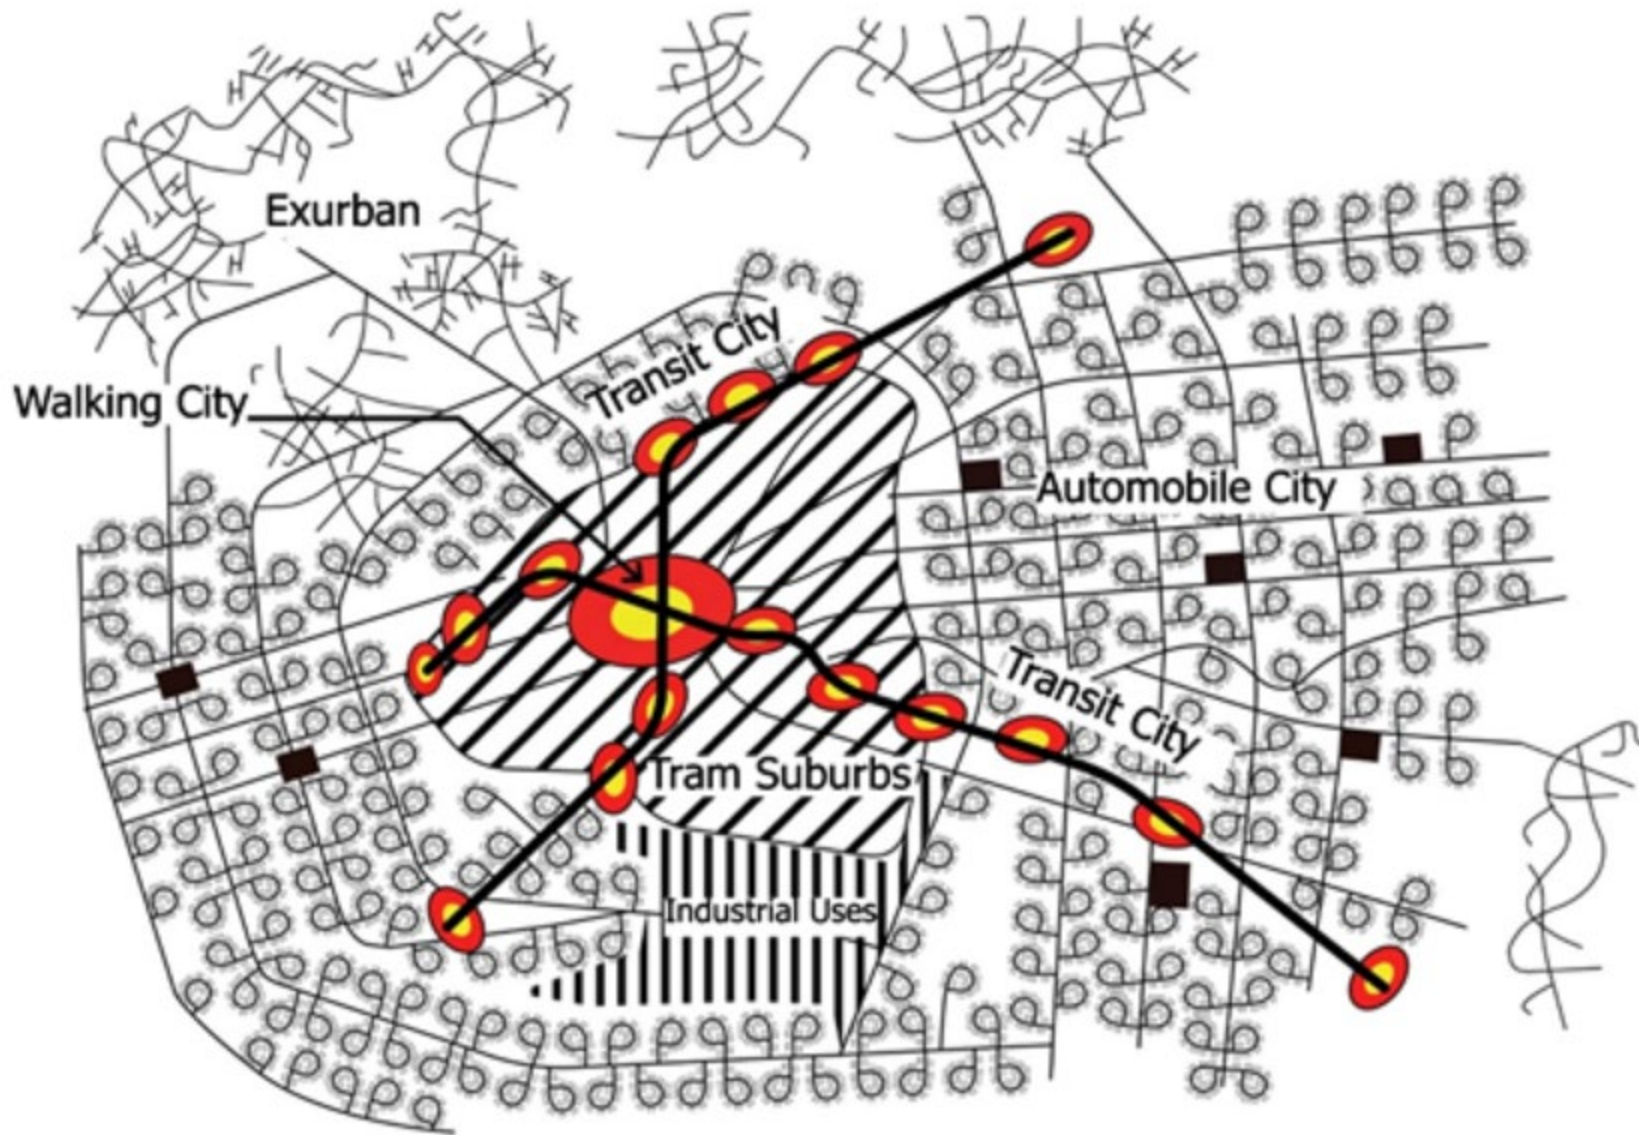 Exurban
Transit City
Walking City
Automobile City
Transit City
Tram Suburbs
Industrial Uses